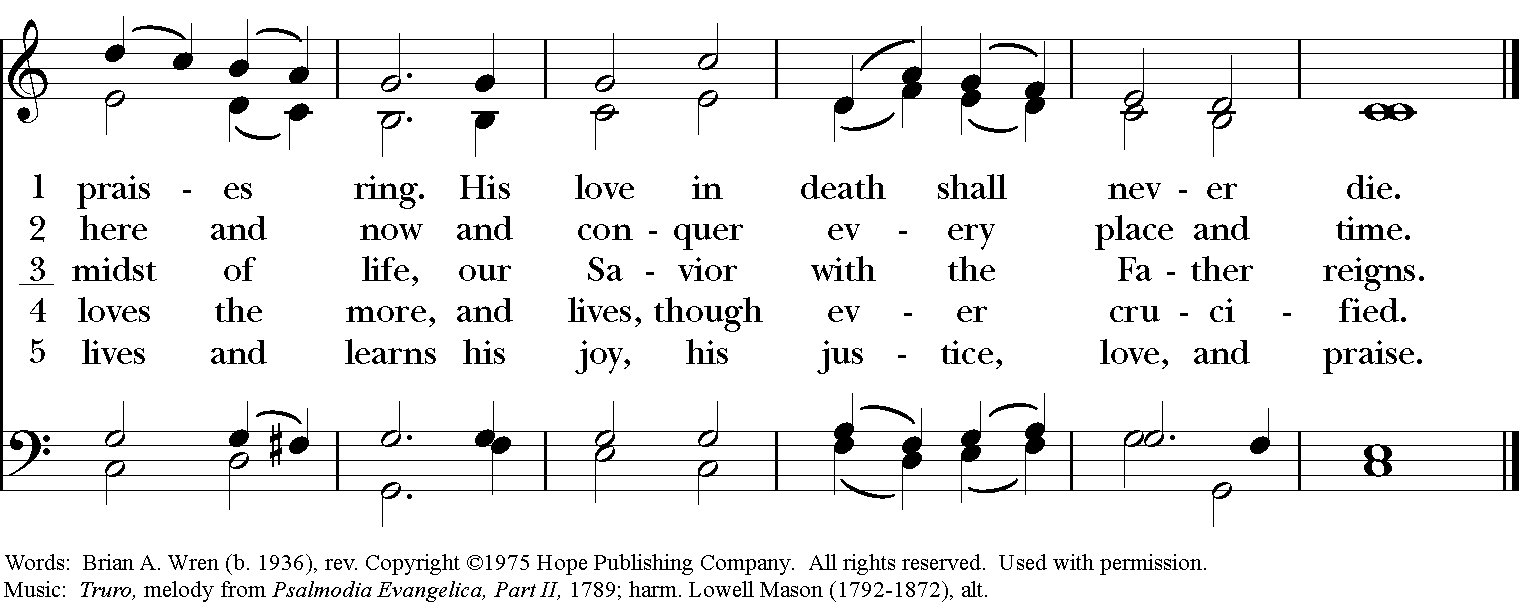 1 prais - es ring. His love in death shall nev - er die.
2 here and now and con - quer ev - ery place and time.
3 midst of life, our Sa - vior with the Fa - ther reigns.
4 loves the more, and lives, though ev - er cru - ci - fied.
5 lives and learns his joy, his jus - tice, love, and praise.
Words: Brian A. Wren (b. 1936), rev. Copyright ©1975 Hope Publishing Company. All rights reserved. Used with permission.
Music: Truro, melody from Psalmodia Evangelica, Part II, 1789; harm. Lowell Mason (1792-1872), alt.